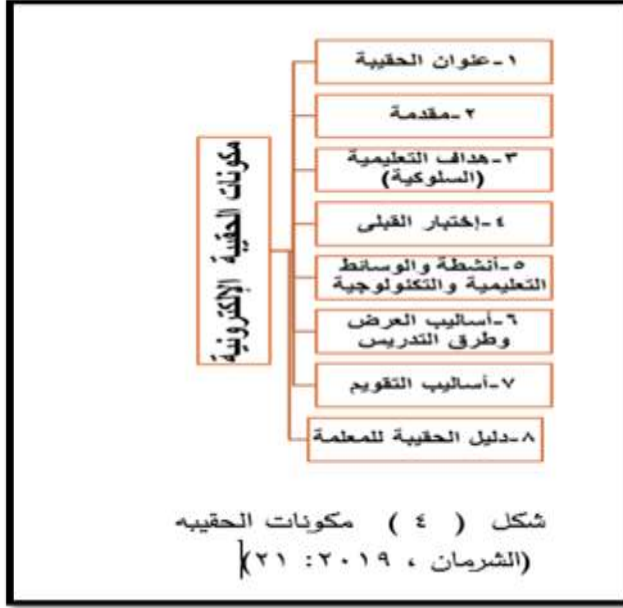 مكونات الحقيبة الإلكترونية
١-عنوان الحقيبة
٢-مقدمة
٣-هداف التعليمية
(السلوكية)
٤-إختبار القبلى
٥-أنشطة والوسائط
التعليمية والتكنولوجية
٦-أساليب العرض
وطرق التدريس
٧-أساليب التقويم
٨-دليل الحقيبة للمعلمة
شكل ( ٤ ) مكونات الحقيبه
(الشرمان ، ٢٠١٩: ٢١)